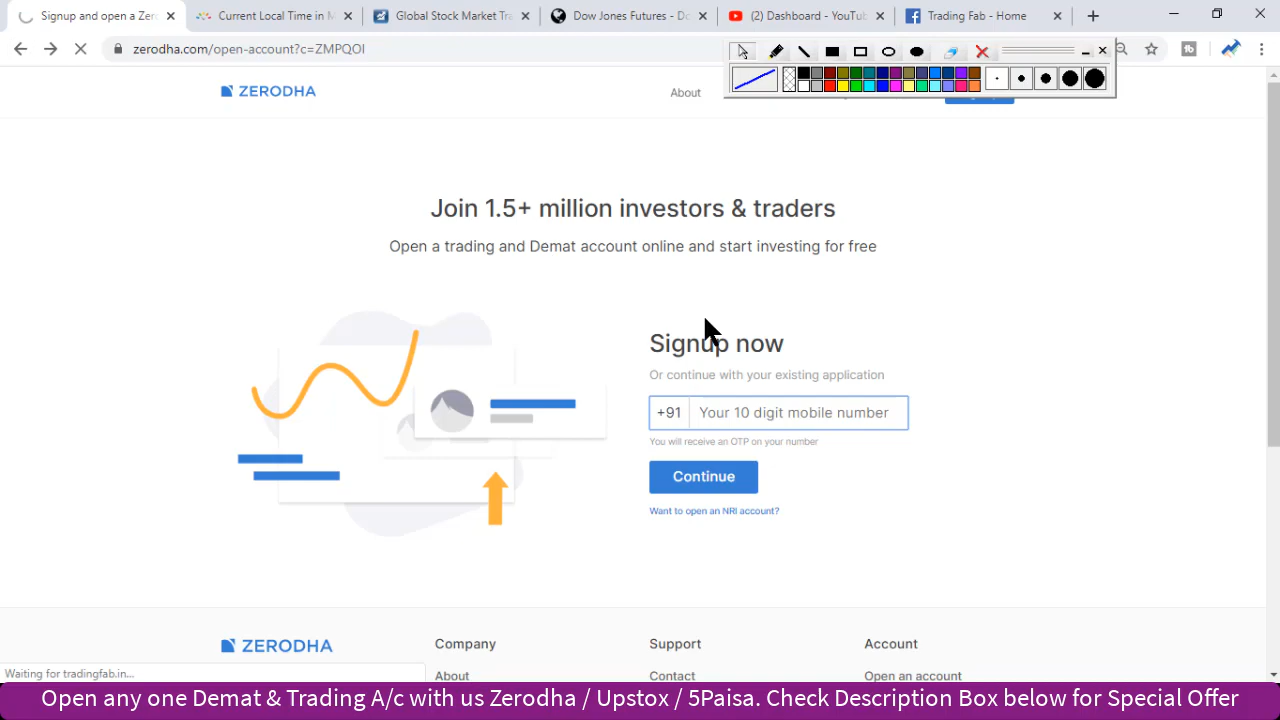 Signup and open a Zer
Current Local Time in M
Global Stock Market Tra
Dow Jones Futures - Do
(2) Dashboard - YouTub
Trading Fab - Home
zerodha.com/open-account?c=ZMPQOI
ZERODHA
About
Join 1.5+ million investors & traders
Open a trading and Demat account online and start investing for free
Signup now
Or continue with your existing application
+91 Your 10 digit mobile number
You will receive an OTP on your number
Continue
Want to open an NRI account?
ZERODHA
Company
Support
Account
About
Contact
Open an account
Waiting for tradingfab.in...
Open any one Demat & Trading A/c with us Zerodha / Upstox / 5Paisa. Check Description Box below for Special Offer